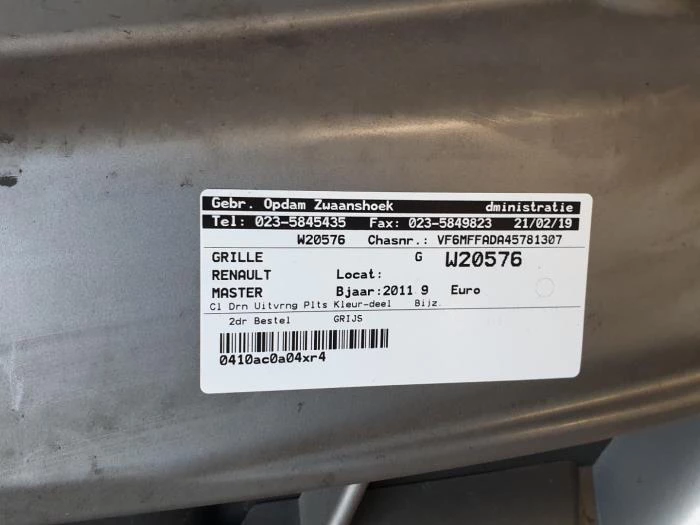 Gebr. Opdam Zwaanshoek dministratie
Tel: 023-5845435 Fax: 023-5849823 21/02/19
W20576 Chasnr.: VF6MFFADA45781307
GRILLE G W20576
RENAULT Locat:
MASTER Bjaar:2011 9 Euro
Cl Drn Uitvrng Plts Kleur-deel Bijz.
2dr Bestel GRIJS
0410ac0a04xr4